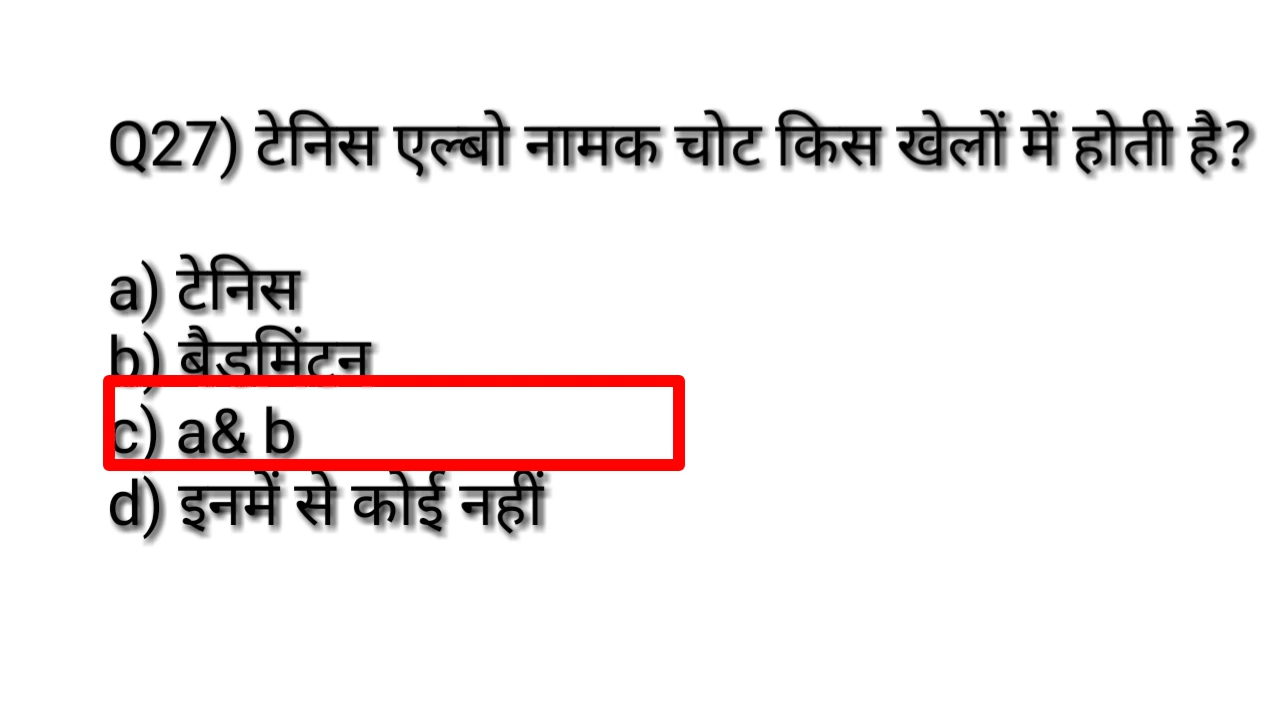 Q27) टेनिस एल्बो नामक चोट किस खेलों में होती है?
a) टेनिस
b) बैडमिंटन
c) a& b
d) इनमें से कोई नहीं